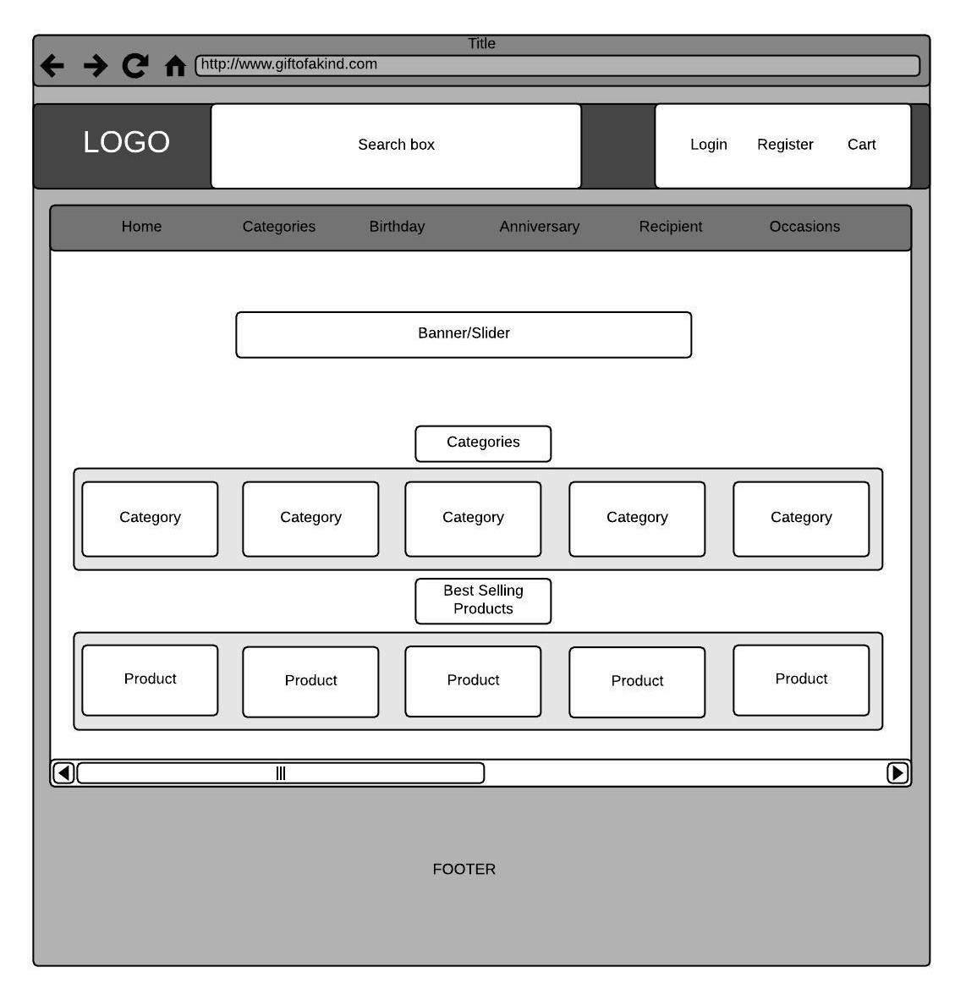 Title
http://www.giftofakind.com
LOGO
Search box
Login Register Cart
Home Categories Birthday Anniversary Recipient Occasions
Banner/Slider
Categories
Category Category Category Category Category
Best Selling
Products
Product Product Product Product Product
FOOTER